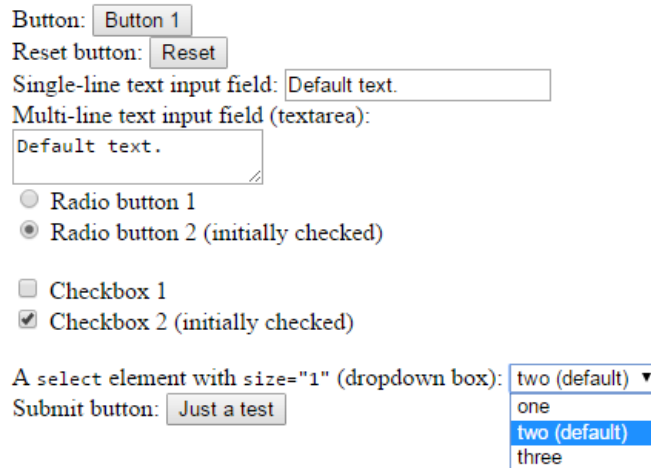 Button: Button 1
Reset button: Reset
Single-line text input field: Default text.
Multi-line text input field (textarea):
Default text.
Radio button 1
Radio button 2 (initially checked)
Checkbox 1
Checkbox 2 (initially checked)
A select element with size="1" (dropdown box): two (default)
Submit button: Just a test
one
two (default)
three